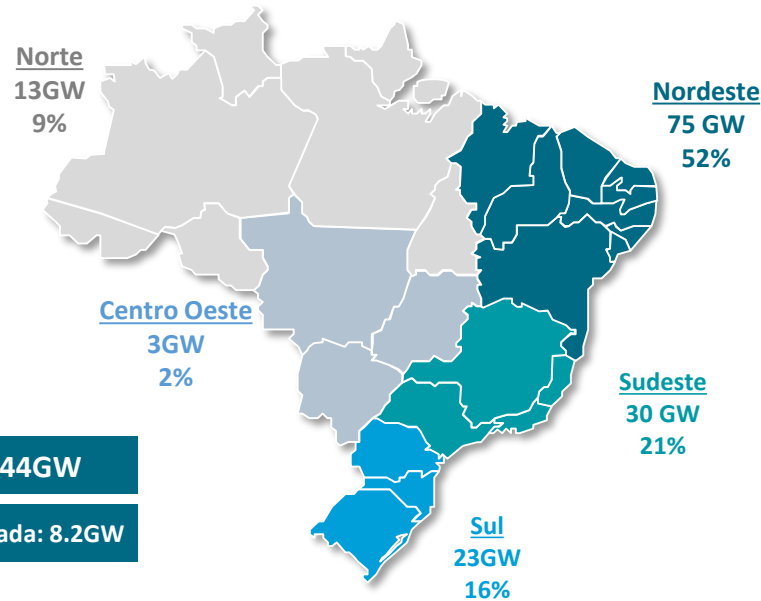 Norte
13GW
9%
Nordeste
75 GW
52%
Centro Oeste
3GW
2%
Sudeste
30 GW
21%
44GW
ada: 8.2GW
Sul
23GW
16%